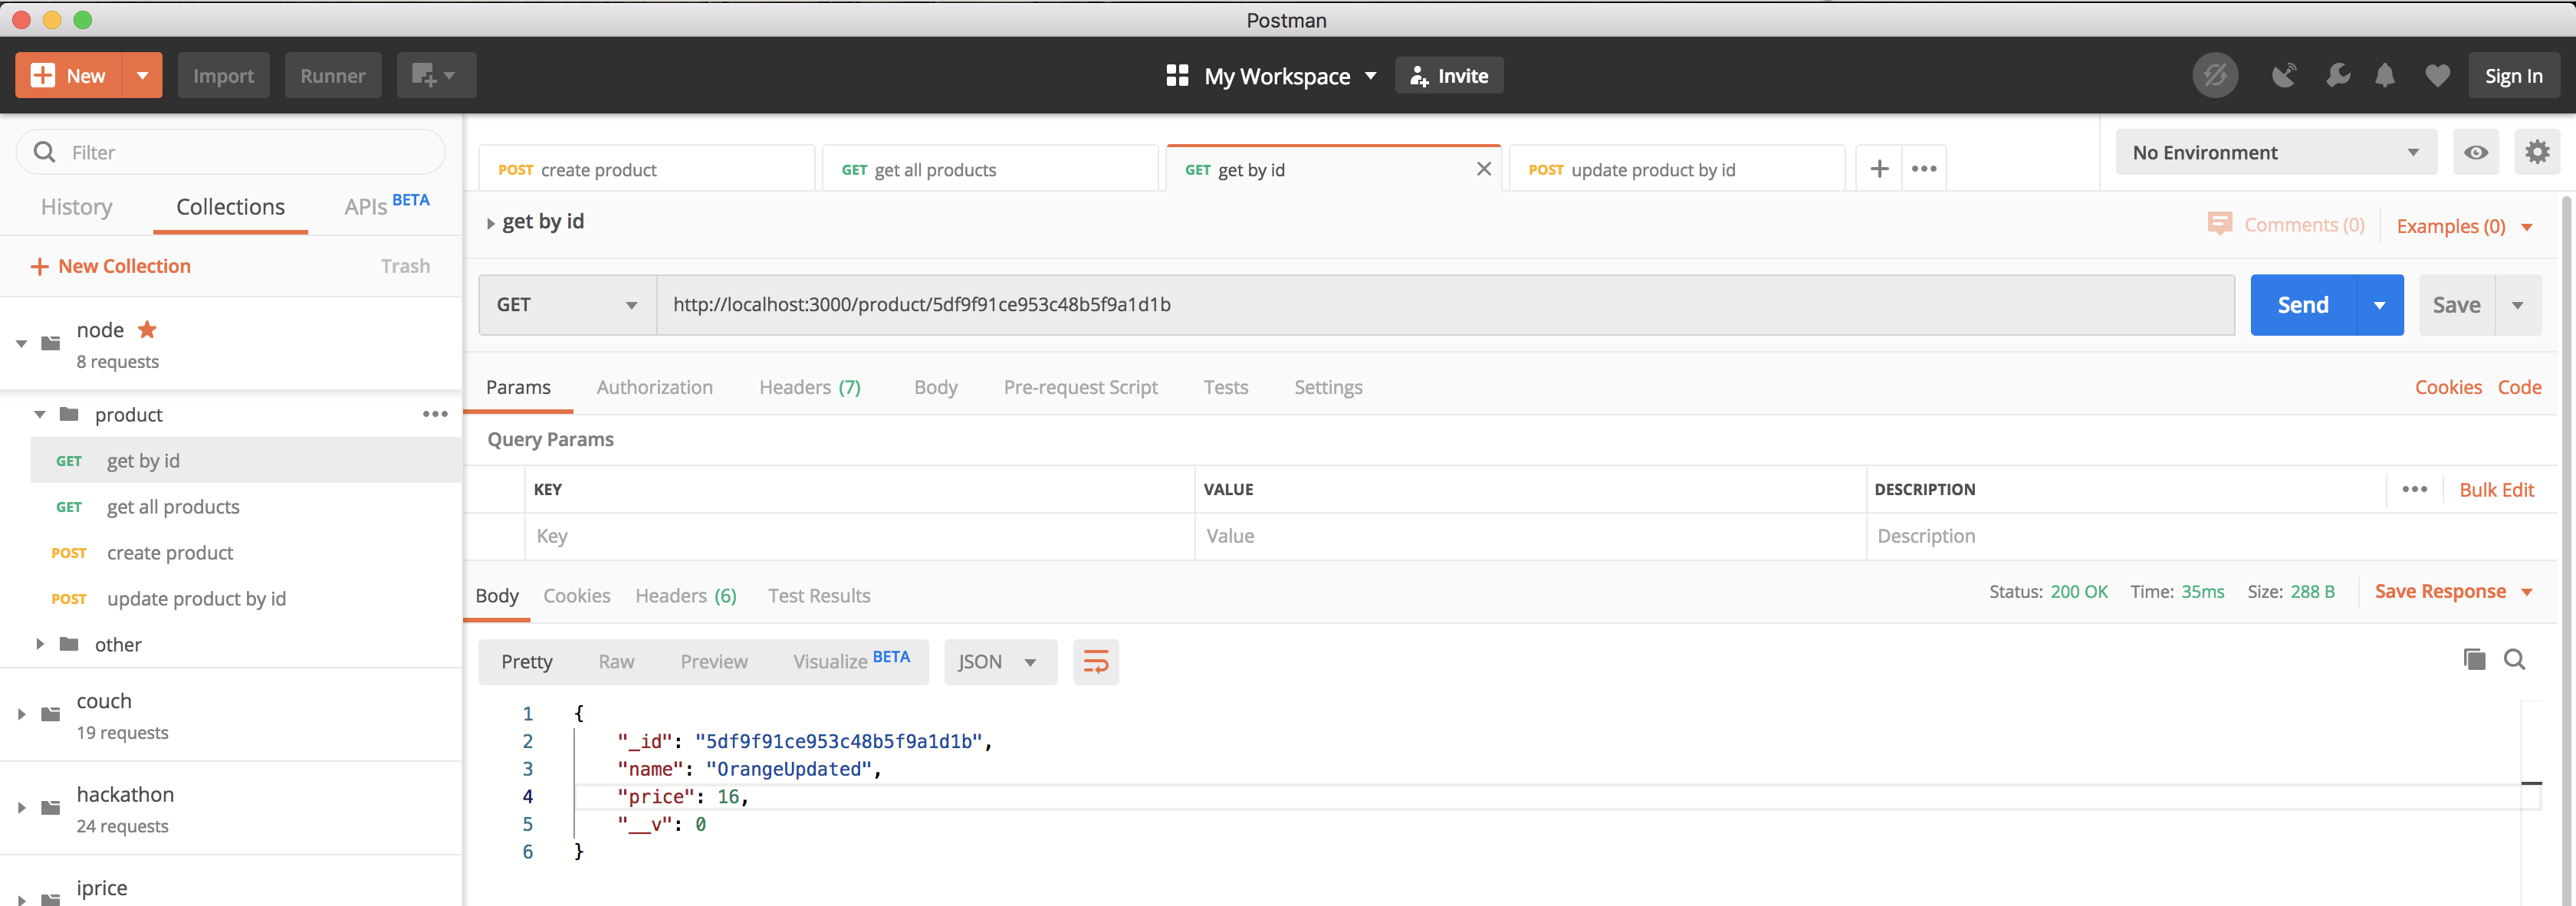 Postman
New
Import
Runner
My Workspace
Invite
Sign In
Filter
History
Collections
APIs BETA
New Collection
Trash
node
8 requests
product
GET get by id
GET get all products
POST create product
POST update product by id
other
couch
19 requests
hackathon
24 requests
iprice
POST create product
GET get all products
GET get by id
POST update product by id
No Environment
get by id
Comments (0)
Examples (0)
GET
http://localhost:3000/product/5df9f91ce953c48b5f9a1d1b
Send
Save
Params
Authorization
Headers (7)
Body
Pre-request Script
Tests
Settings
Cookies
Code
Query Params
KEY
VALUE
DESCRIPTION
Bulk Edit
Key
Value
Description
Body
Cookies
Headers (6)
Test Results
Status: 200 OK
Time: 35ms
Size: 288 B
Save Response
Pretty
Raw
Preview
Visualize BETA
JSON
1 {
2 "_id": "5df9f91ce953c48b5f9a1d1b",
3 "name": "OrangeUpdated",
4 "price": 16,
5 "__v": 0
6 }